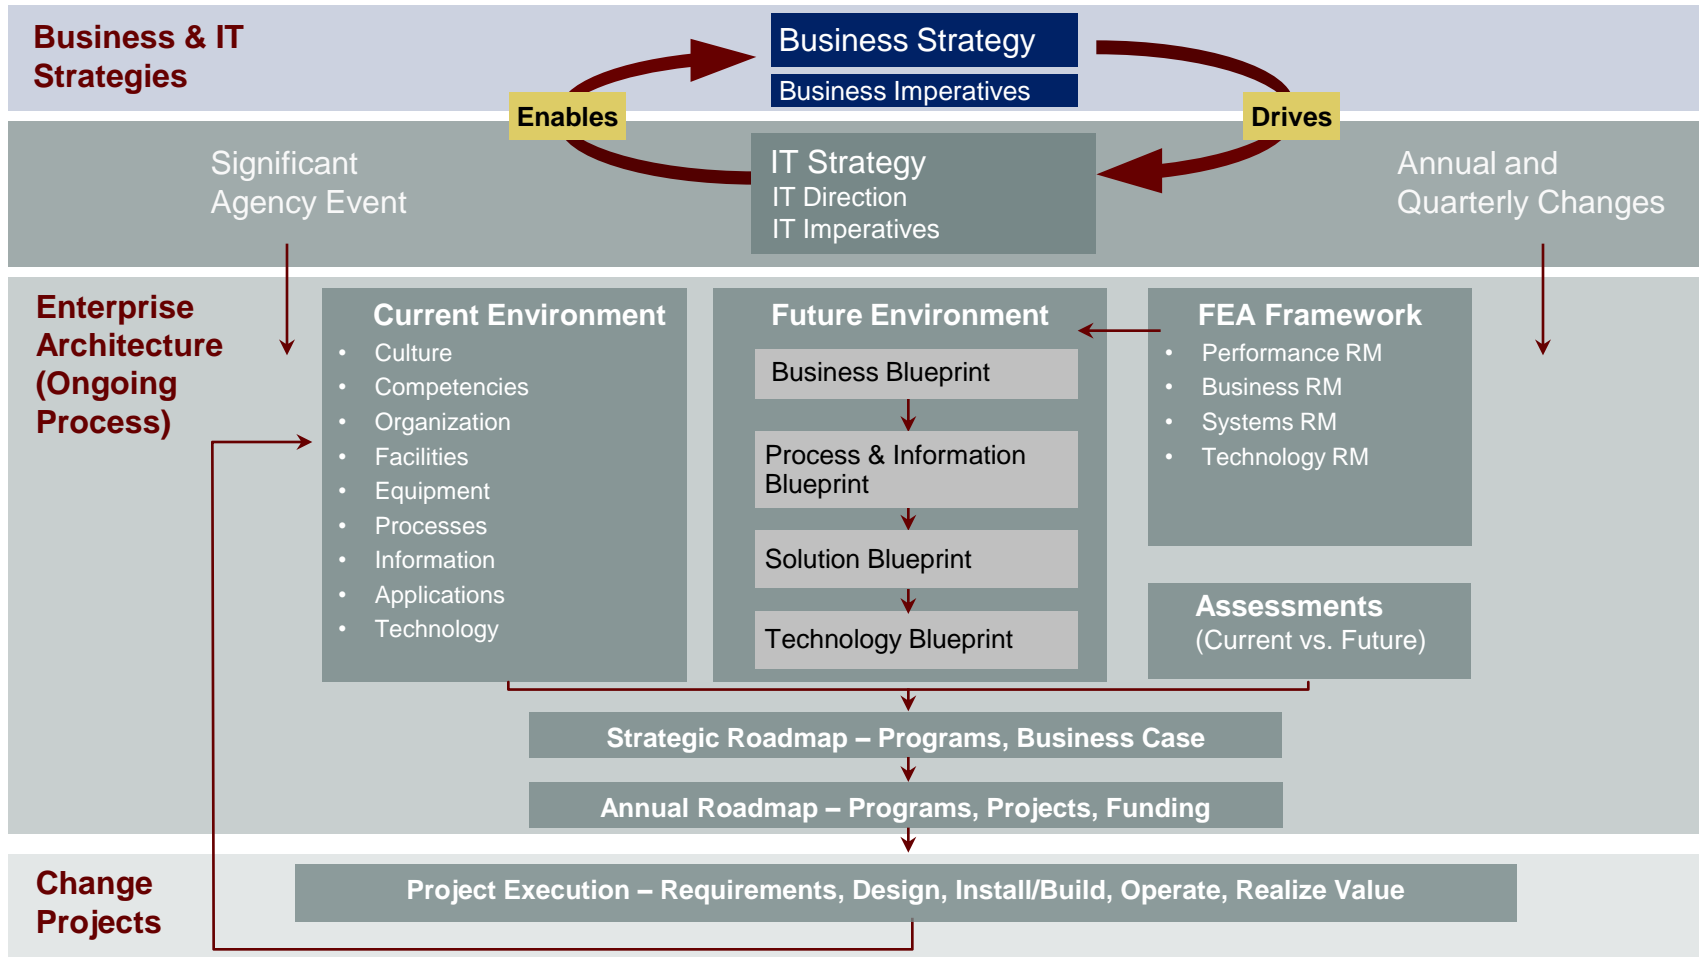 Business & IT
Strategies
Business Strategy
Business Imperatives
Enables
Drives
Significant
Agency Event
IT Strategy
IT Direction
IT Imperatives
Annual and
Quarterly Changes
Enterprise
Architecture
(Ongoing
Process)
Current Environment
• Culture
• Competencies
• Organization
• Facilities
• Equipment
• Processes
• Information
• Applications
• Technology
Future Environment
Business Blueprint
Process & Information
Blueprint
Solution Blueprint
Technology Blueprint
FEA Framework
• Performance RM
• Business RM
• Systems RM
• Technology RM
Assessments
(Current vs. Future)
Strategic Roadmap – Programs, Business Case
Annual Roadmap – Programs, Projects, Funding
Change
Projects
Project Execution – Requirements, Design, Install/Build, Operate, Realize Value